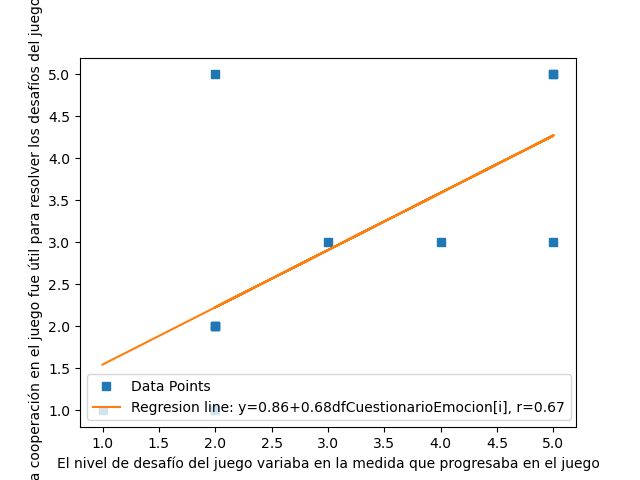 a cooperación en el juego fue útil para resolver los desafíos del juego
5.0
4.5
4.0
3.5
3.0
2.5
2.0
1.5
1.0
Data Points
Regresion line: y=0.86+0.68dfCuestionarioEmocion[i], r=0.67
1.0 1.5 2.0 2.5 3.0 3.5 4.0 4.5 5.0
El nivel de desafío del juego variaba en la medida que progresaba en el juego